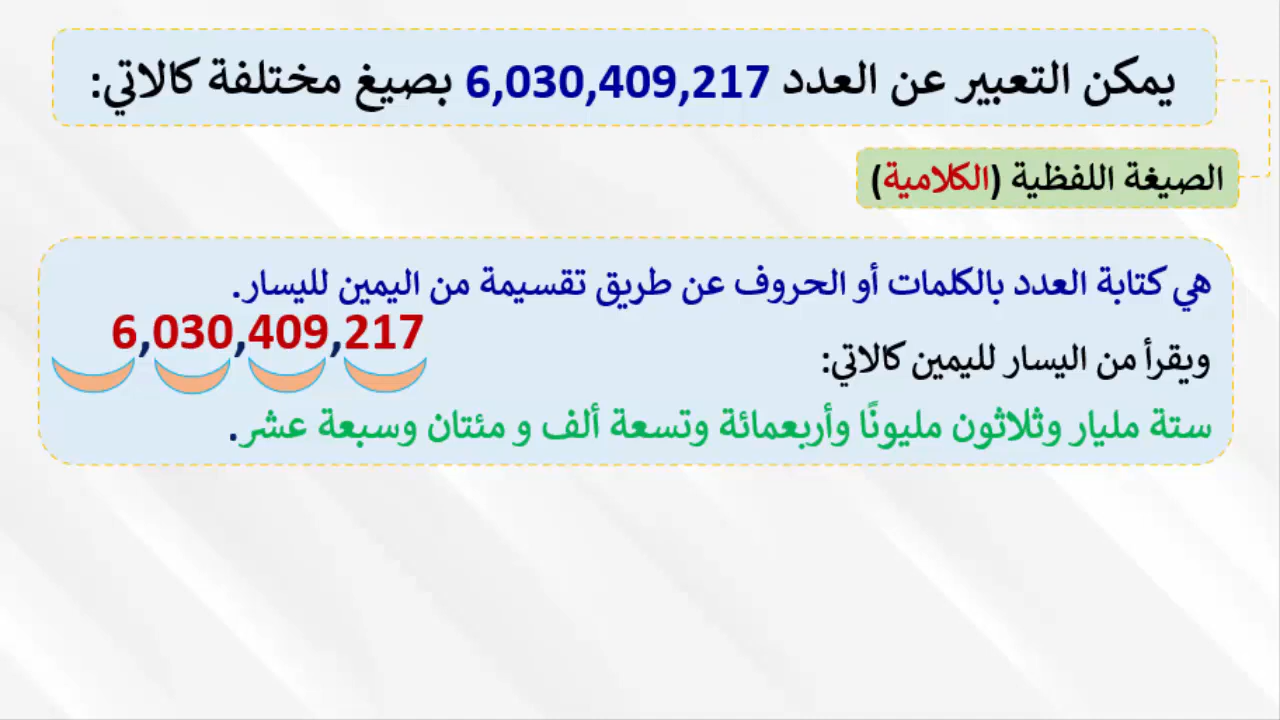 يمكن التعبير عن العدد 6,030,409,217 بصيغ مختلفة كالاتي:
الصيغة اللفظية (الكلامية)
هي كتابة العدد بالكلمات أو الحروف عن طريق تقسيمة من اليمين لليسار.
6,030,409,217
ويقرأ من اليسار لليمين كالاتي:
ستة مليار وثلاثون مليونًا وأربعمائة وتسعة ألف و مئتان وسبعة عشر.